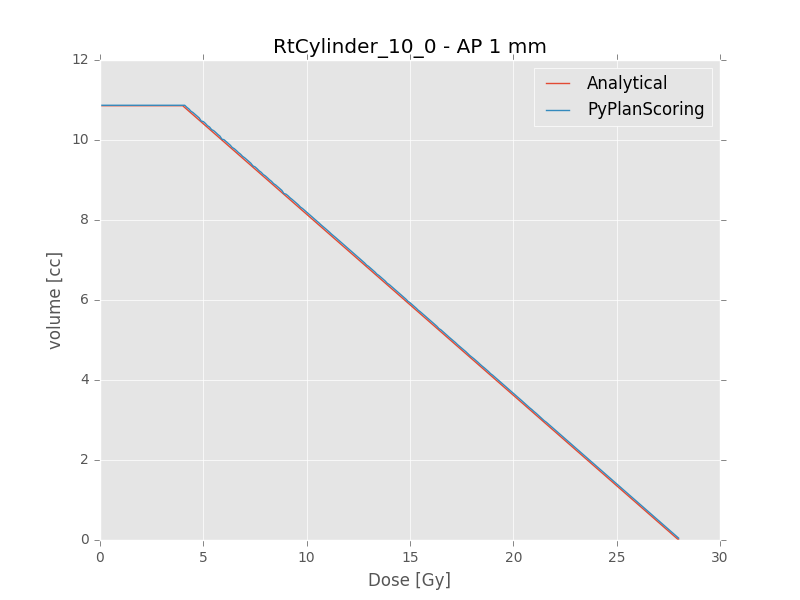 RtCylinder_10_0 - AP 1 mm
Analytical
PyPlanScoring
12
10
8
6
4
2
0
volume [cc]
0 5 10 15 20 25 30
Dose [Gy]